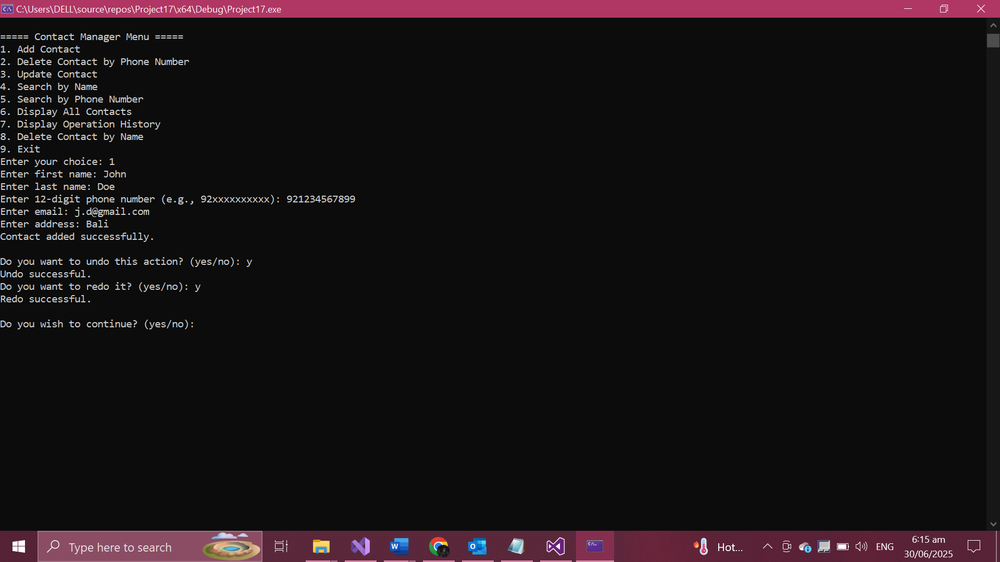 C:\Users\DELL\source\repos\Project17\x64\Debug\Project17.exe
===== Contact Manager Menu =====
1. Add Contact
2. Delete Contact by Phone Number
3. Update Contact
4. Search by Name
5. Search by Phone Number
6. Display All Contacts
7. Display Operation History
8. Delete Contact by Name
9. Exit
Enter your choice: 1
Enter first name: John
Enter last name: Doe
Enter 12-digit phone number (e.g., 92xxxxxxxxxx): 921234567899
Enter email: j.d@gmail.com
Enter address: Bali
Contact added successfully.
Do you want to undo this action? (yes/no): y
Undo successful.
Do you want to redo it? (yes/no): y
Redo successful.
Do you wish to continue? (yes/no):
Type here to search
Hot...
ENG
6:15 am
30/06/2025